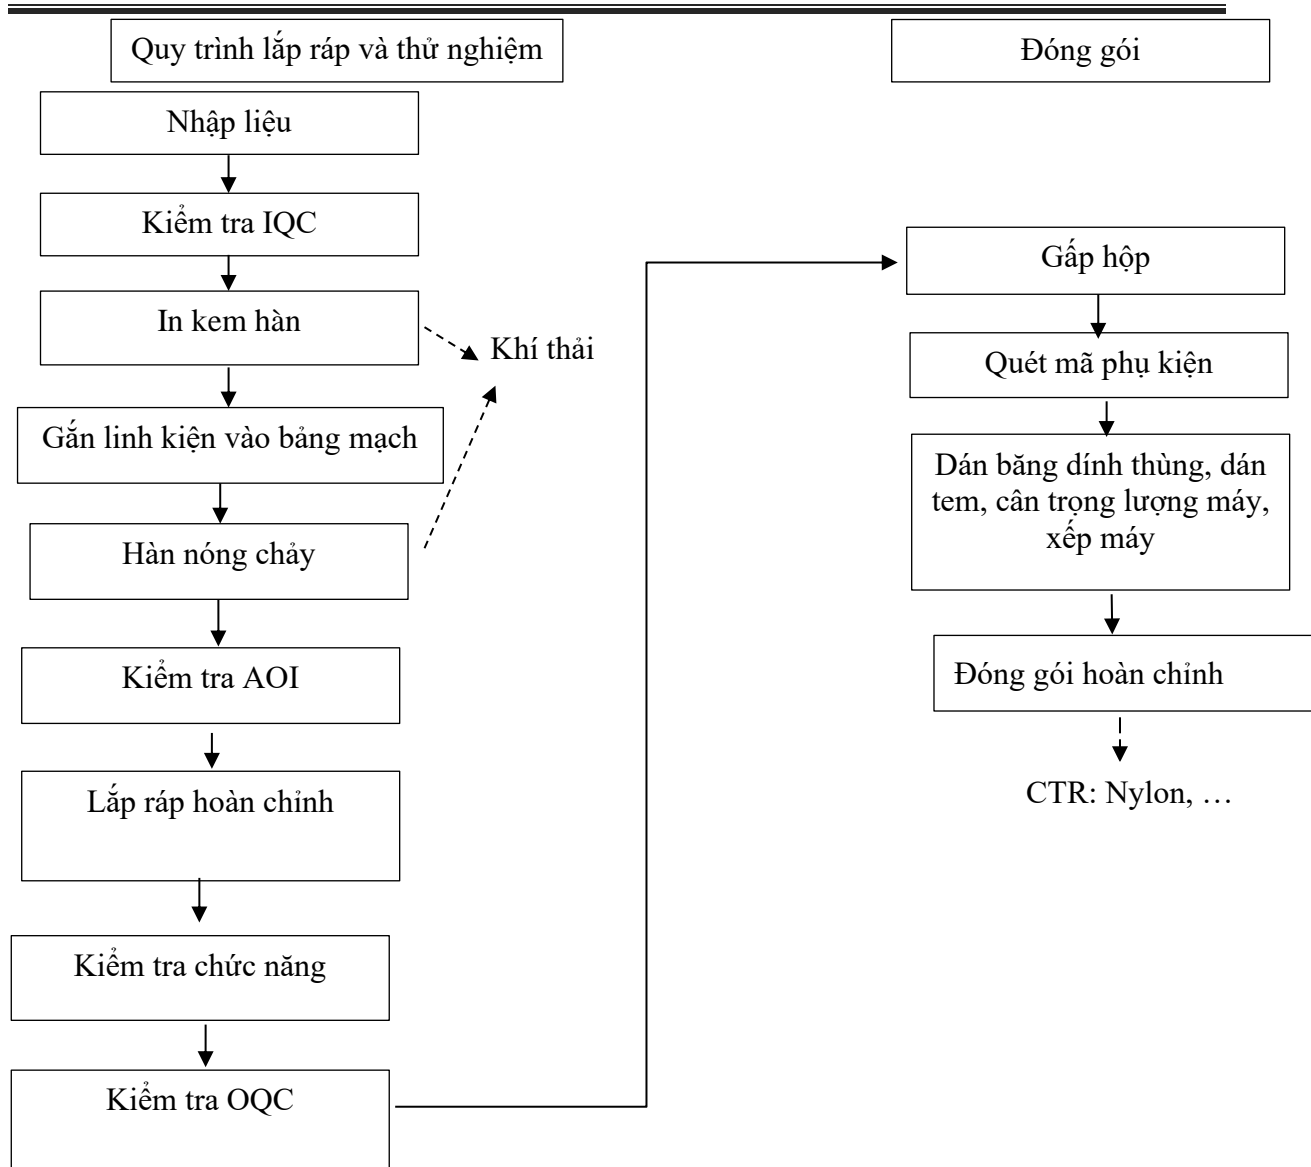 Quy trình lắp ráp và thử nghiệm
Nhập liệu
Kiểm tra IQC
In kem hàn
Khí thải
Gắn linh kiện vào bảng mạch
Hàn nóng chảy
Kiểm tra AOI
Lắp ráp hoàn chỉnh
Kiểm tra chức năng
Kiểm tra OQC
Đóng gói
Gấp hộp
Quét mã phụ kiện
Dán băng dính thùng, dán
tem, cân trọng lượng máy,
xếp máy
Đóng gói hoàn chỉnh
CTR: Nylon, …